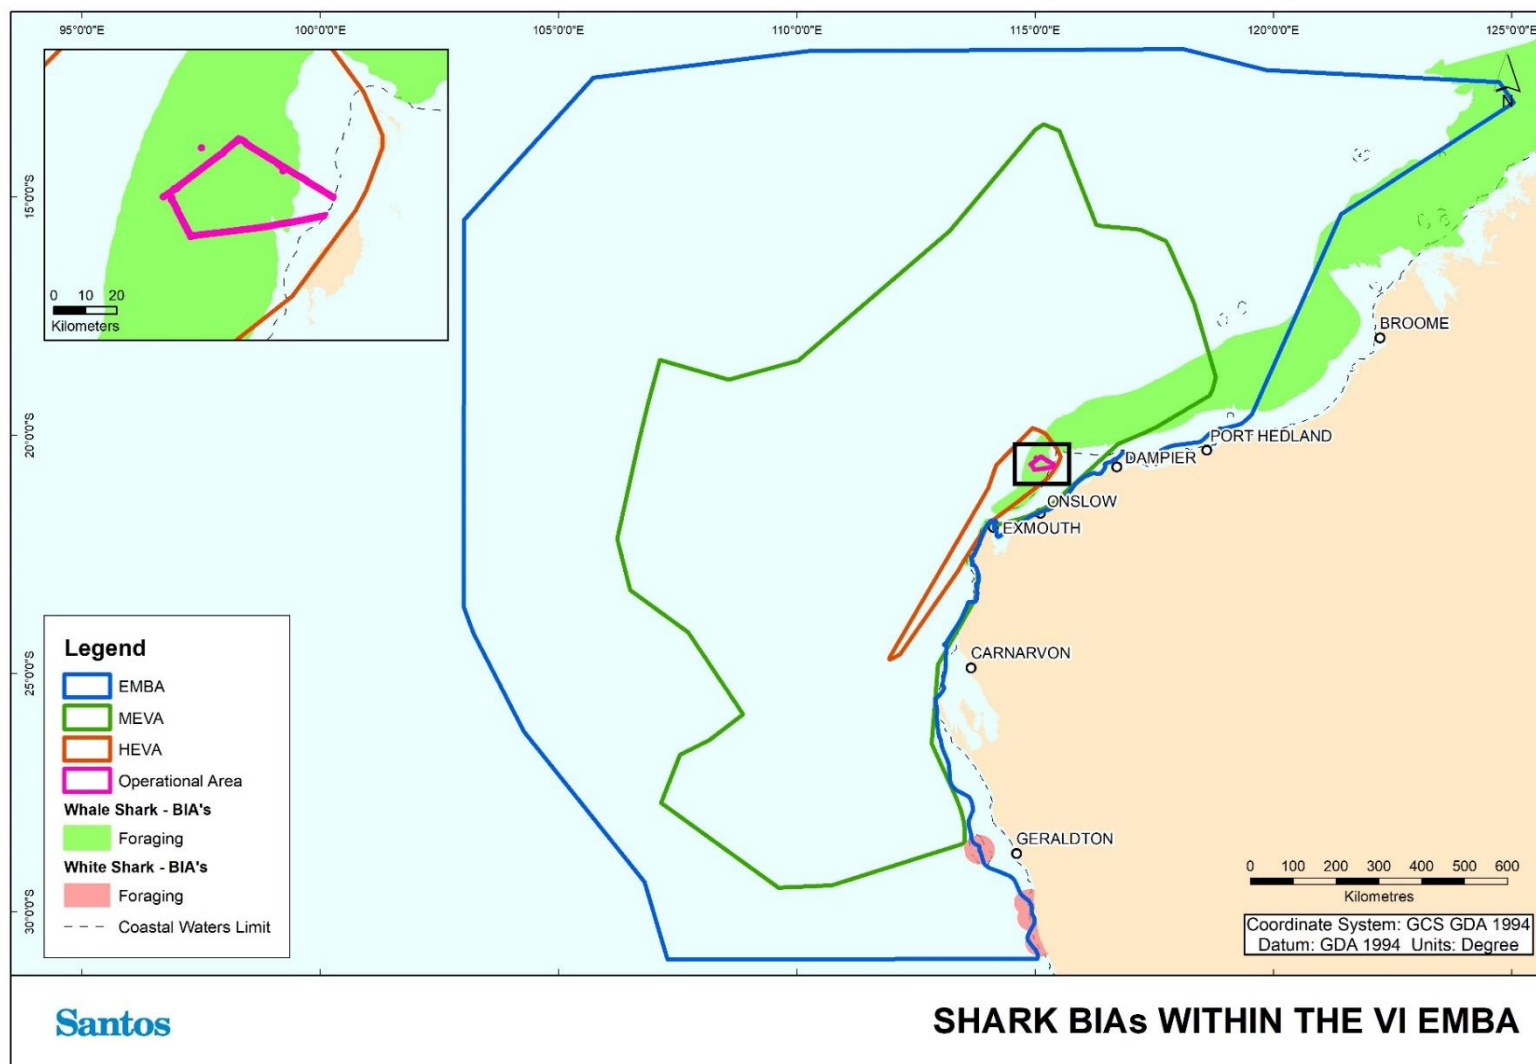 95°0'0"E
100°0'0"E
105°0'0"E
110°0'0"E
115°0'0"E
120°0'0"E
125°0'0"E
15°0'0"S
20°0'0"S
25°0'0"S
30°0'0"S
0 10 20
Kilometers
N
BROOME
PORT HEDLAND
DAMPIER
ONSLOW
EXMOUTH
CARNARVON
GERALDTON
Legend
EMBA
MEVA
HEVA
Operational Area
Whale Shark - BIA's
Foraging
White Shark - BIA's
Foraging
Coastal Waters Limit
0 100 200 300 400 500 600
Kilometres
Coordinate System: GCS GDA 1994
Datum: GDA 1994 Units: Degree
Santos
SHARK BIAs WITHIN THE VI EMBA